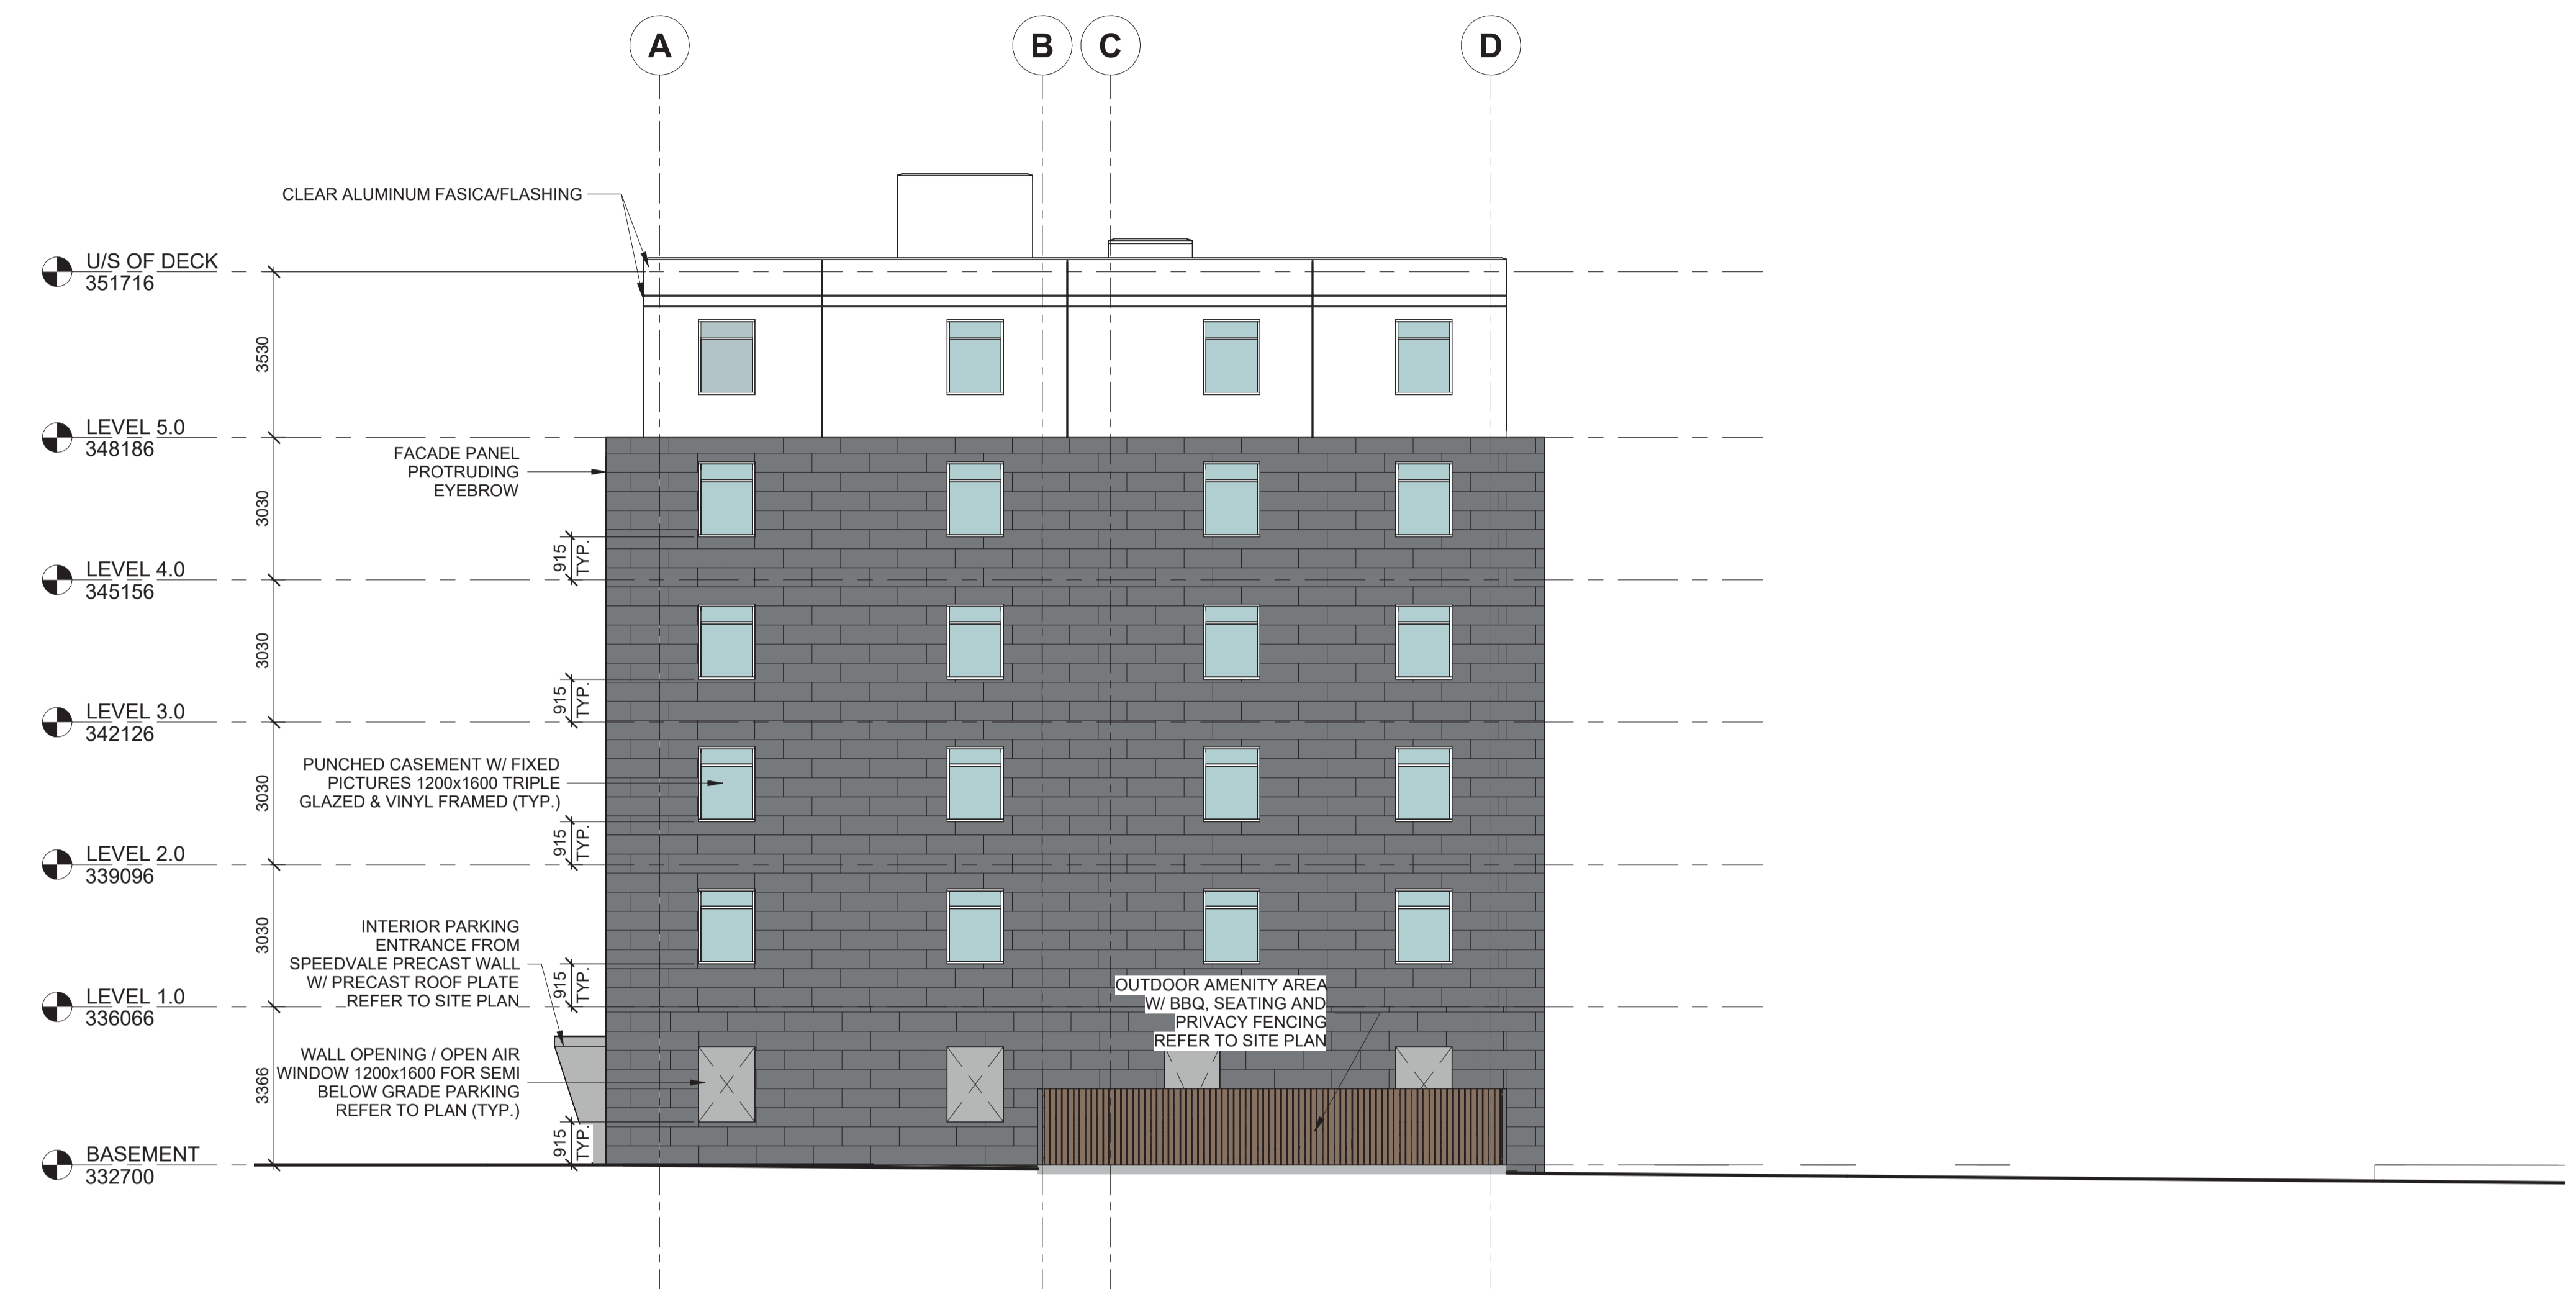 A
B
C
D
CLEAR ALUMINUM FASICA/FLASHING
U/S OF DECK
351716
3530
LEVEL 5.0
348186
FACADE PANEL
PROTRUDING
EYEBROW
3030
915
TYP.
LEVEL 4.0
345156
3030
915
TYP.
LEVEL 3.0
342126
PUNCHED CASEMENT W/ FIXED
PICTURES 1200x1600 TRIPLE
GLAZED & VINYL FRAMED (TYP.)
3030
915
TYP.
LEVEL 2.0
339096
INTERIOR PARKING
ENTRANCE FROM
SPEEDVALE PRECAST WALL
W/ PRECAST ROOF PLATE
REFER TO SITE PLAN
3030
915
TYP.
OUTDOOR AMENITY AREA
W/ BBQ, SEATING AND
PRIVACY FENCING
REFER TO SITE PLAN
LEVEL 1.0
336066
WALL OPENING / OPEN AIR
WINDOW 1200x1600 FOR SEMI
BELOW GRADE PARKING
REFER TO PLAN (TYP.)
3366
915
TYP.
BASEMENT
332700